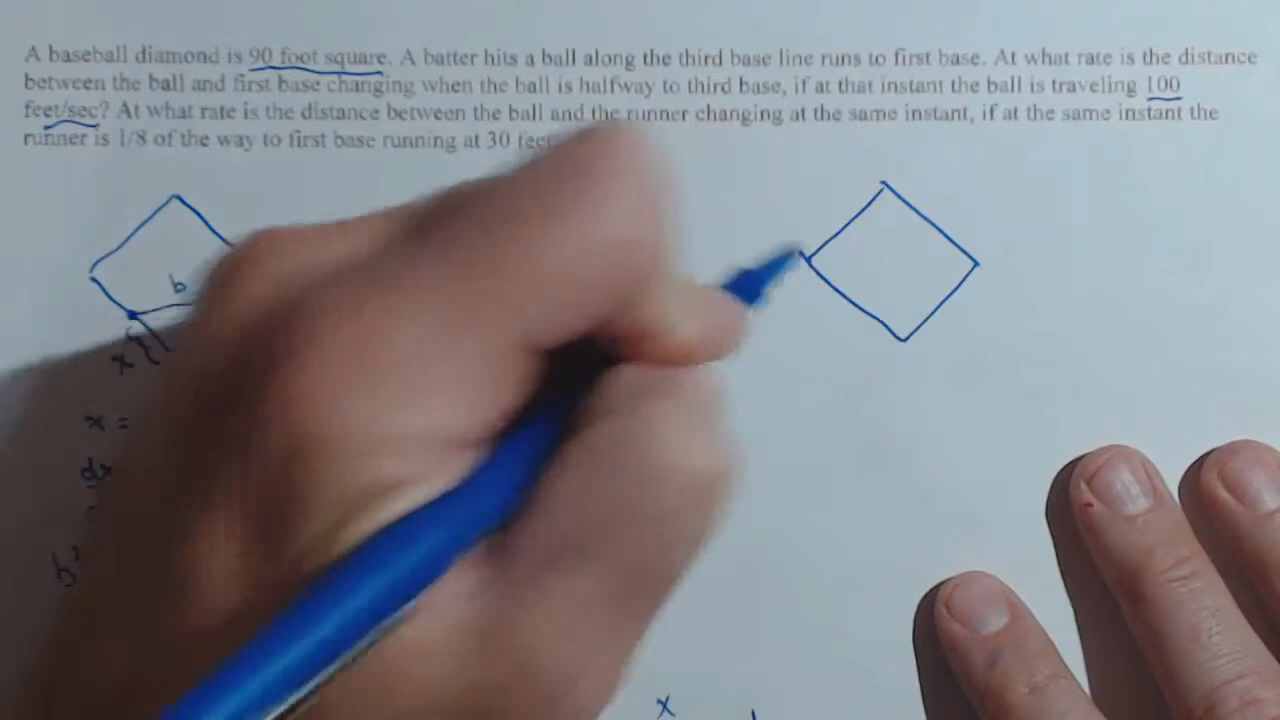 A baseball diamond is 90 foot square. A batter hits a ball along the third base line runs to first base. At what rate is the distance
between the ball and first base changing when the ball is halfway to third base, if at that instant the ball is traveling 100
feet/sec? At what rate is the distance between the ball and the runner changing at the same instant, if at the same instant the
runner is 1/8 of the way to first base running at 30 feet
b
x
x =
dx
b²
x